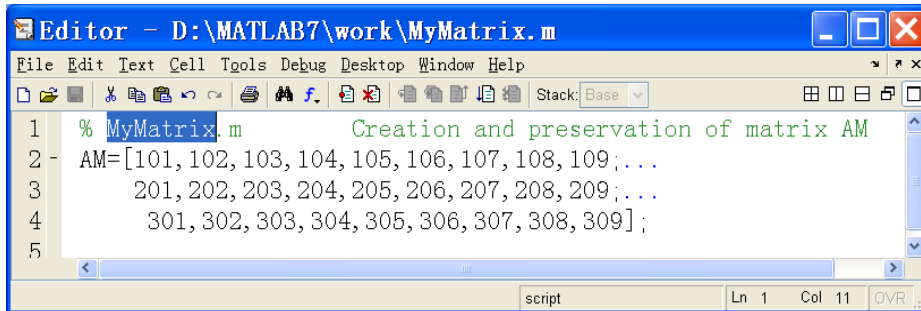 Editor - D:\MATLAB7\work\MyMatrix.m
File Edit Text Cell Tools Debug Desktop Window Help
Stack: Base
1 % MyMatrix.m Creation and preservation of matrix AM
2 - AM=[101,102,103,104,105,106,107,108,109;...
3 201,202,203,204,205,206,207,208,209;...
4 301,302,303,304,305,306,307,308,309];
5
script Ln 1 Col 11 OVR